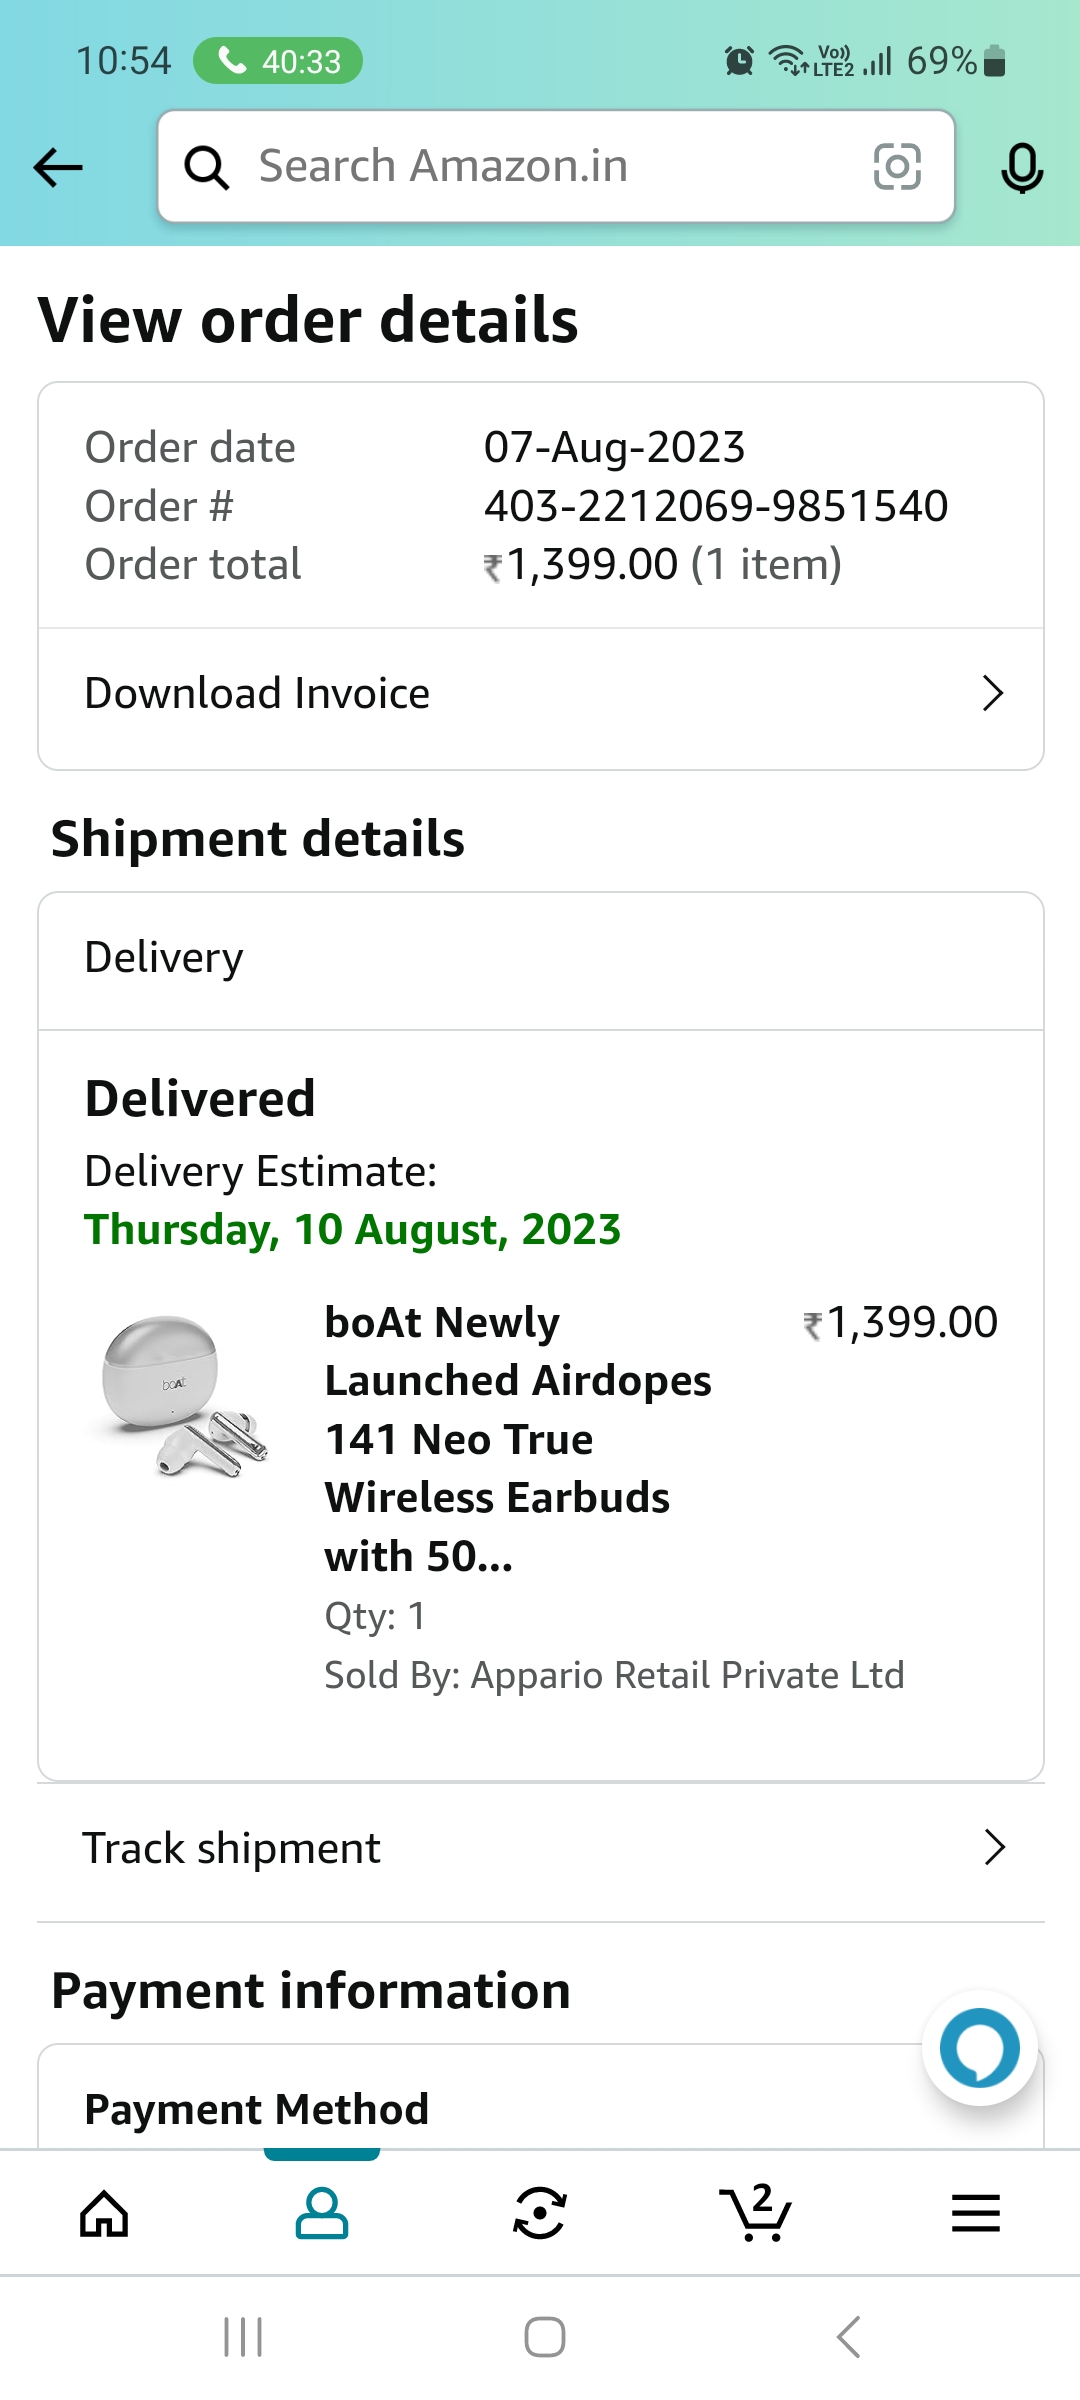 10:54 40:33 Vo)) LTE2 69%
Search Amazon.in
View order details
Order date 07-Aug-2023
Order # 403-2212069-9851540
Order total ₹1,399.00 (1 item)
Download Invoice
Shipment details
Delivery
Delivered
Delivery Estimate:
Thursday, 10 August, 2023
boAt
boAt Newly ₹1,399.00
Launched Airdopes
141 Neo True
Wireless Earbuds
with 50...
Qty: 1
Sold By: Appario Retail Private Ltd
Track shipment
Payment information
Payment Method
2